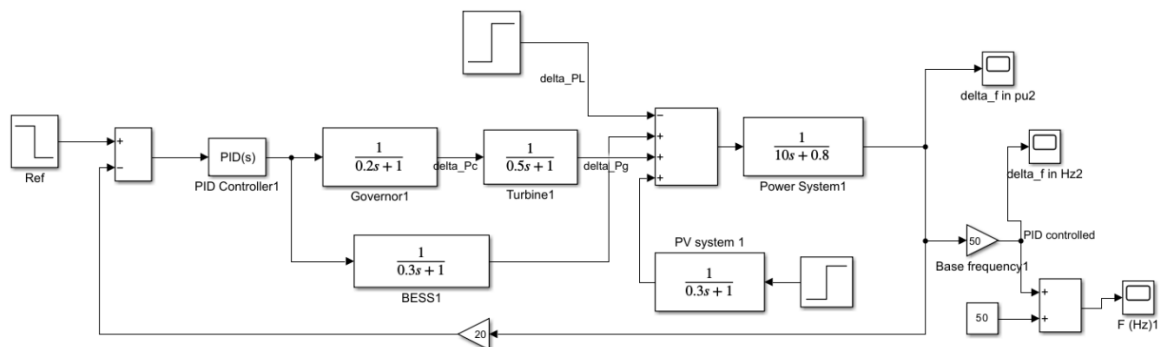 delta_PL
delta_f in pu2
+
−
Ref
PID(s)
PID Controller1
1
0.2s + 1
Governor1
delta_Pc
1
0.5s + 1
Turbine1
delta_Pg
−
+
+
+
1
10s + 0.8
Power System1
delta_f in Hz2
1
0.3s + 1
BESS1
PV system 1
1
0.3s + 1
50
Base frequency1
PID controlled
20
50
+
+
F (Hz)1